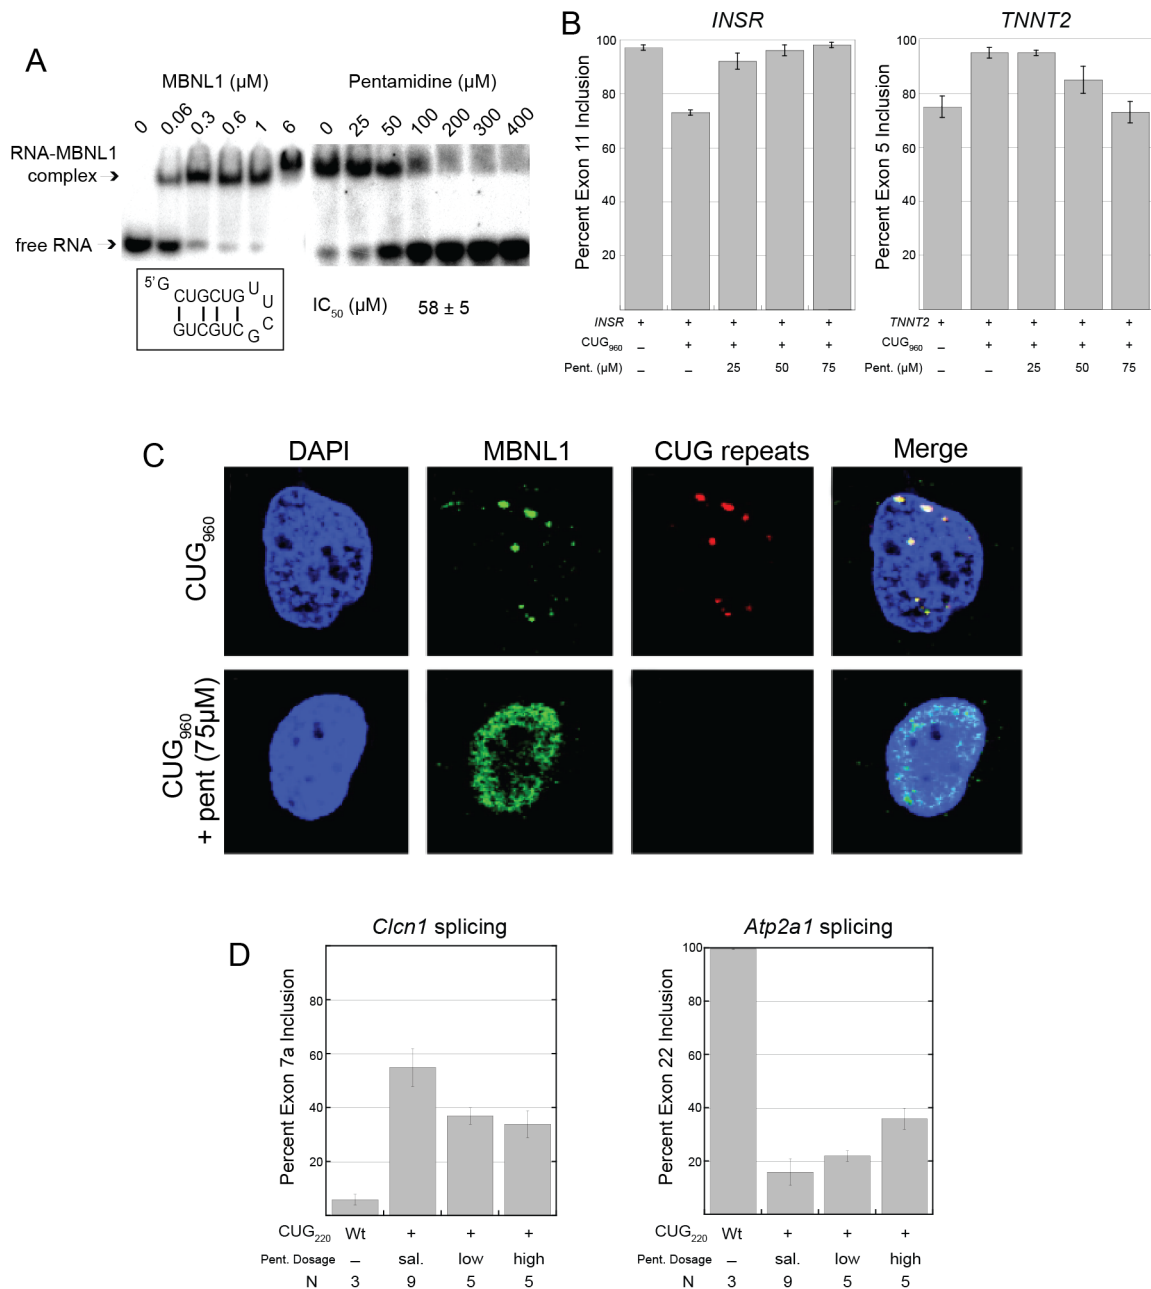 A
MBNL1 (µM)
0 0.06 0.3 0.6 1 6
Pentamidine (µM)
0 25 50 100 200 300 400
RNA-MBNL1
complex
free RNA
5' G CUGCUG U U C G
GUCGUC
IC50 (µM) 58 ± 5
B
INSR
Percent Exon 11 Inclusion
100
80
60
40
20
INSR + + + + +
CUG960 – + + + +
Pent. (µM) – – 25 50 75
TNNT2
Percent Exon 5 Inclusion
100
80
60
40
20
TNNT2 + + + + +
CUG960 – + + + +
Pent. (µM) – – 25 50 75
C
DAPI MBNL1 CUG repeats Merge
CUG960
CUG960
+ pent (75µM)
D
Clcn1 splicing
Percent Exon 7a Inclusion
80
60
40
20
CUG220 Wt + + +
Pent. Dosage – sal. low high
N 3 9 5 5
Atp2a1 splicing
Percent Exon 22 Inclusion
100
80
60
40
20
CUG220 Wt + + +
Pent. Dosage – sal. low high
N 3 9 5 5